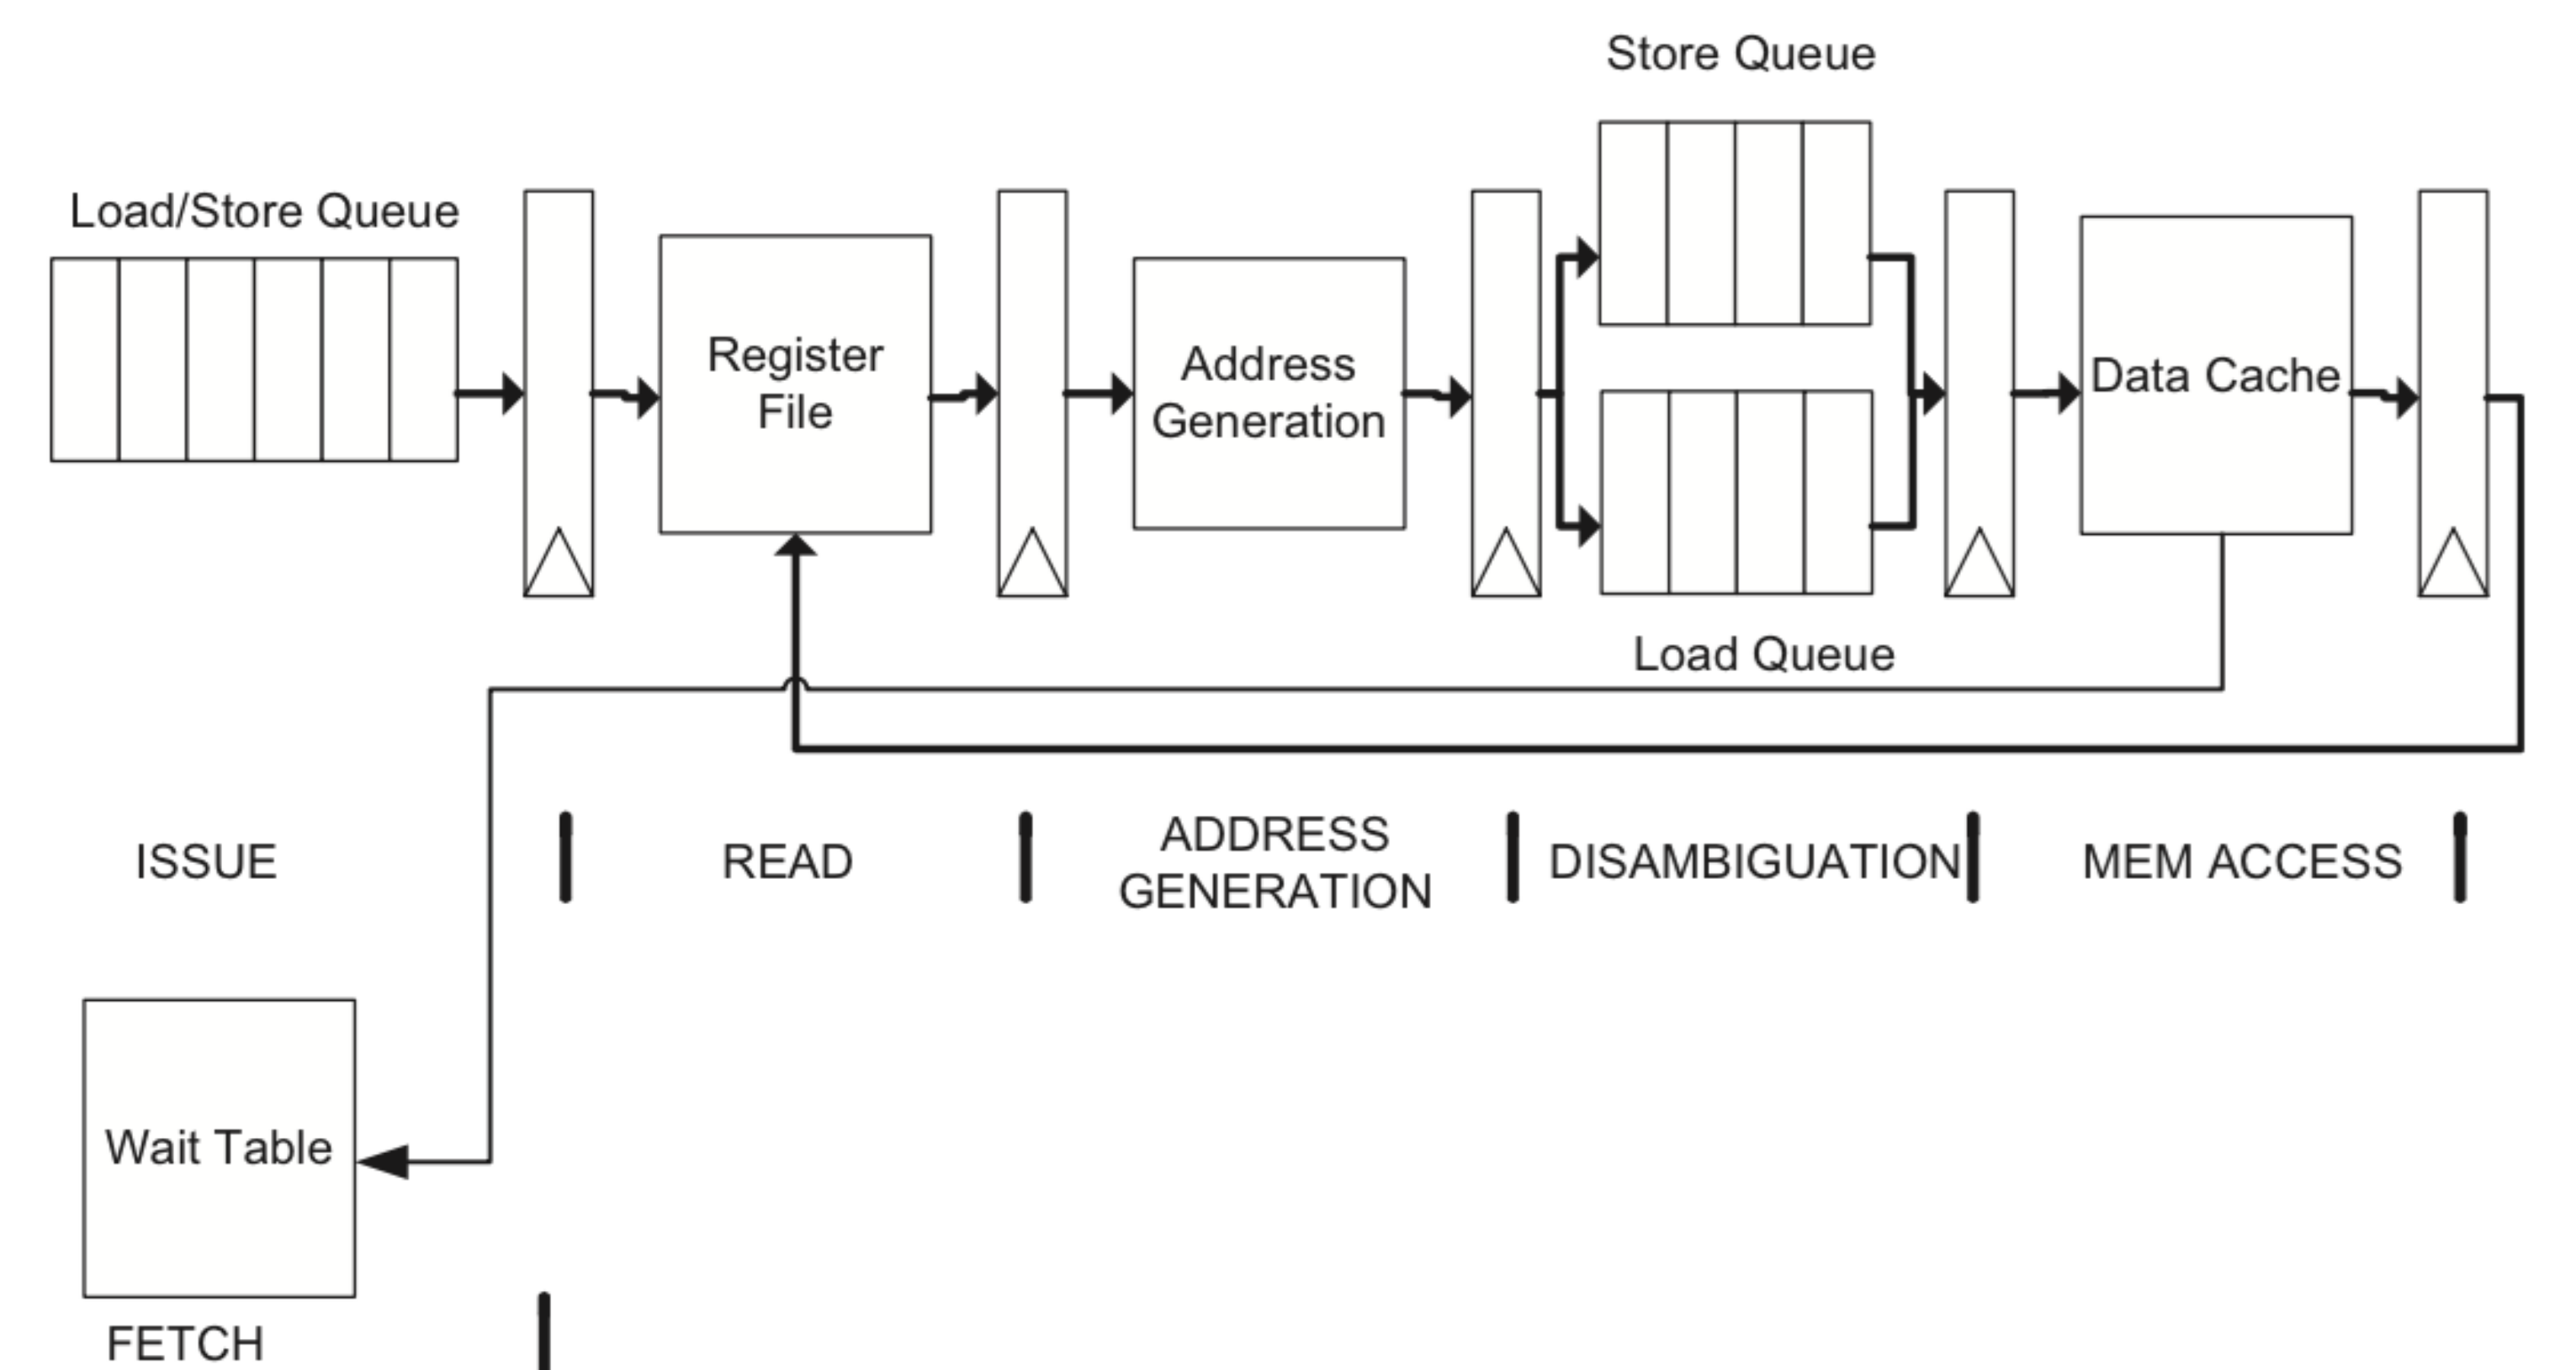 Store Queue
Load/Store Queue
Register
File
Address
Generation
Data Cache
Load Queue
ISSUE
READ
ADDRESS
GENERATION
DISAMBIGUATION
MEM ACCESS
Wait Table
FETCH